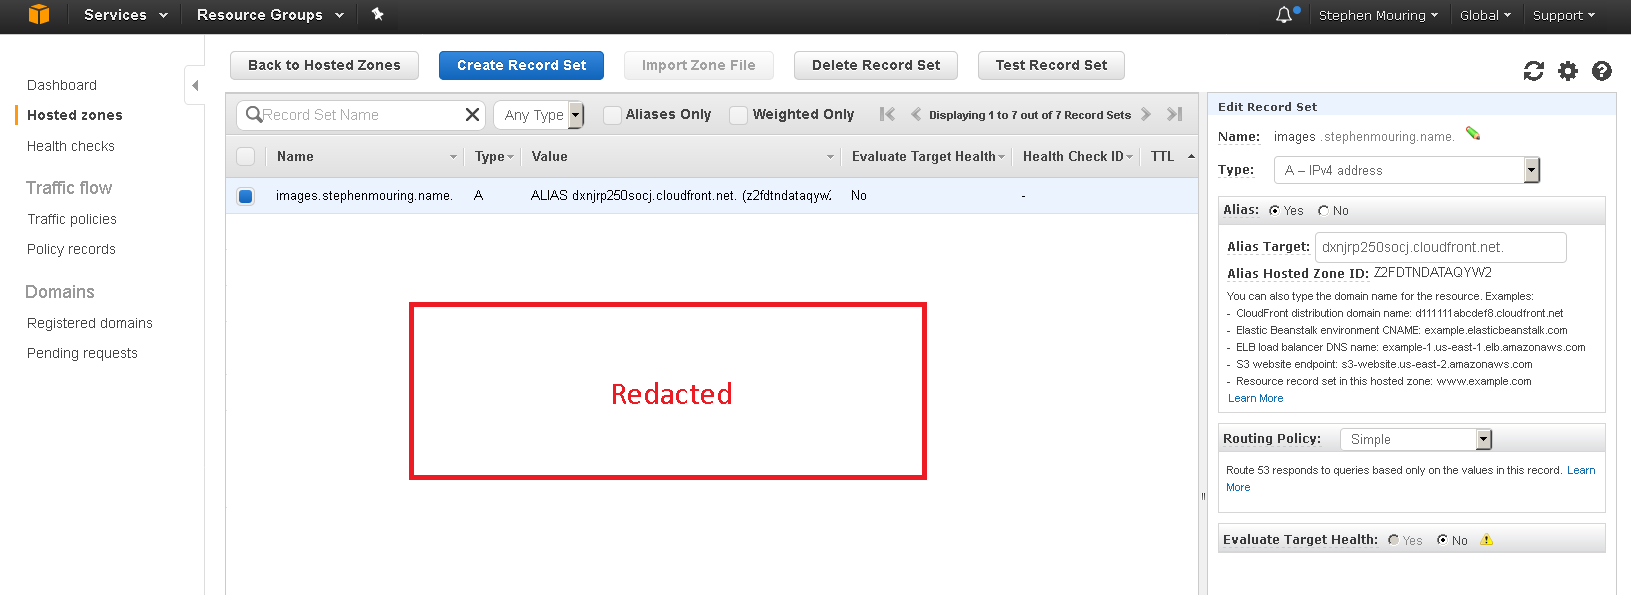 Services Resource Groups Stephen Mouring Global Support
Back to Hosted Zones Create Record Set Import Zone File Delete Record Set Test Record Set
Dashboard
Hosted zones
Health checks
Traffic flow
Traffic policies
Policy records
Domains
Registered domains
Pending requests
Record Set Name Any Type Aliases Only Weighted Only Displaying 1 to 7 out of 7 Record Sets
Name Type Value Evaluate Target Health Health Check ID TTL
images.stephenmouring.name. A ALIAS dxnjrp250socj.cloudfront.net. (z2fdtndataqyw2 No -
Redacted
Edit Record Set
Name: images .stephenmouring.name.
Type: A – IPv4 address
Alias: Yes No
Alias Target: dxnjrp250socj.cloudfront.net.
Alias Hosted Zone ID: Z2FDTNDATAQYW2
You can also type the domain name for the resource. Examples:
- CloudFront distribution domain name: d111111abcdef8.cloudfront.net
- Elastic Beanstalk environment CNAME: example.elasticbeanstalk.com
- ELB load balancer DNS name: example-1.us-east-1.elb.amazonaws.com
- S3 website endpoint: s3-website.us-east-2.amazonaws.com
- Resource record set in this hosted zone: www.example.com
Learn More
Routing Policy: Simple
Route 53 responds to queries based only on the values in this record. Learn
More
Evaluate Target Health: Yes No